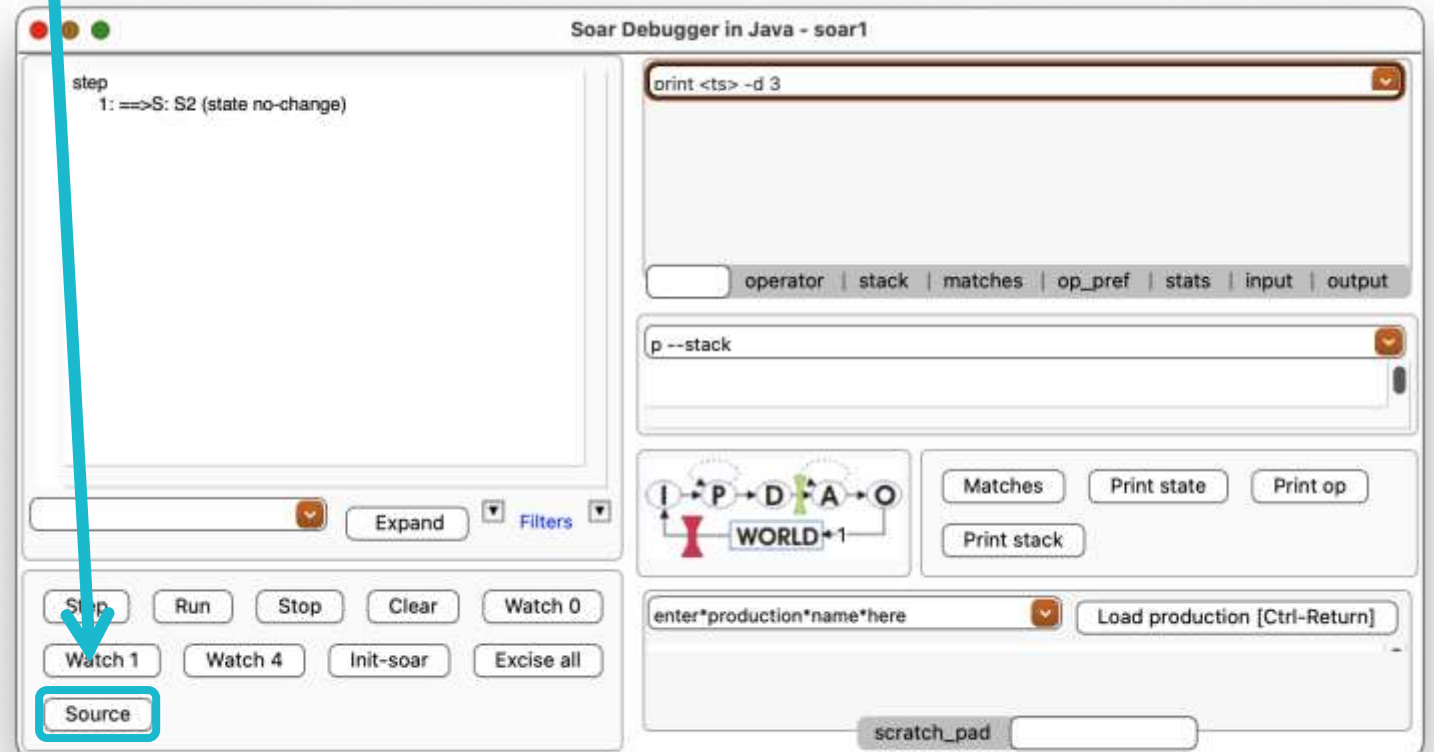 Soar Debugger in Java - soar1
step
1: ==>S: S2 (state no-change)
Expand
Filters
Step
Run
Stop
Clear
Watch 0
Watch 1
Watch 4
Init-soar
Excise all
Source
print <ts> -d 3
operator | stack | matches | op_pref | stats | input | output
p --stack
I P D A O
WORLD 1
Matches
Print state
Print op
Print stack
enter*production*name*here
Load production [Ctrl-Return]
scratch_pad